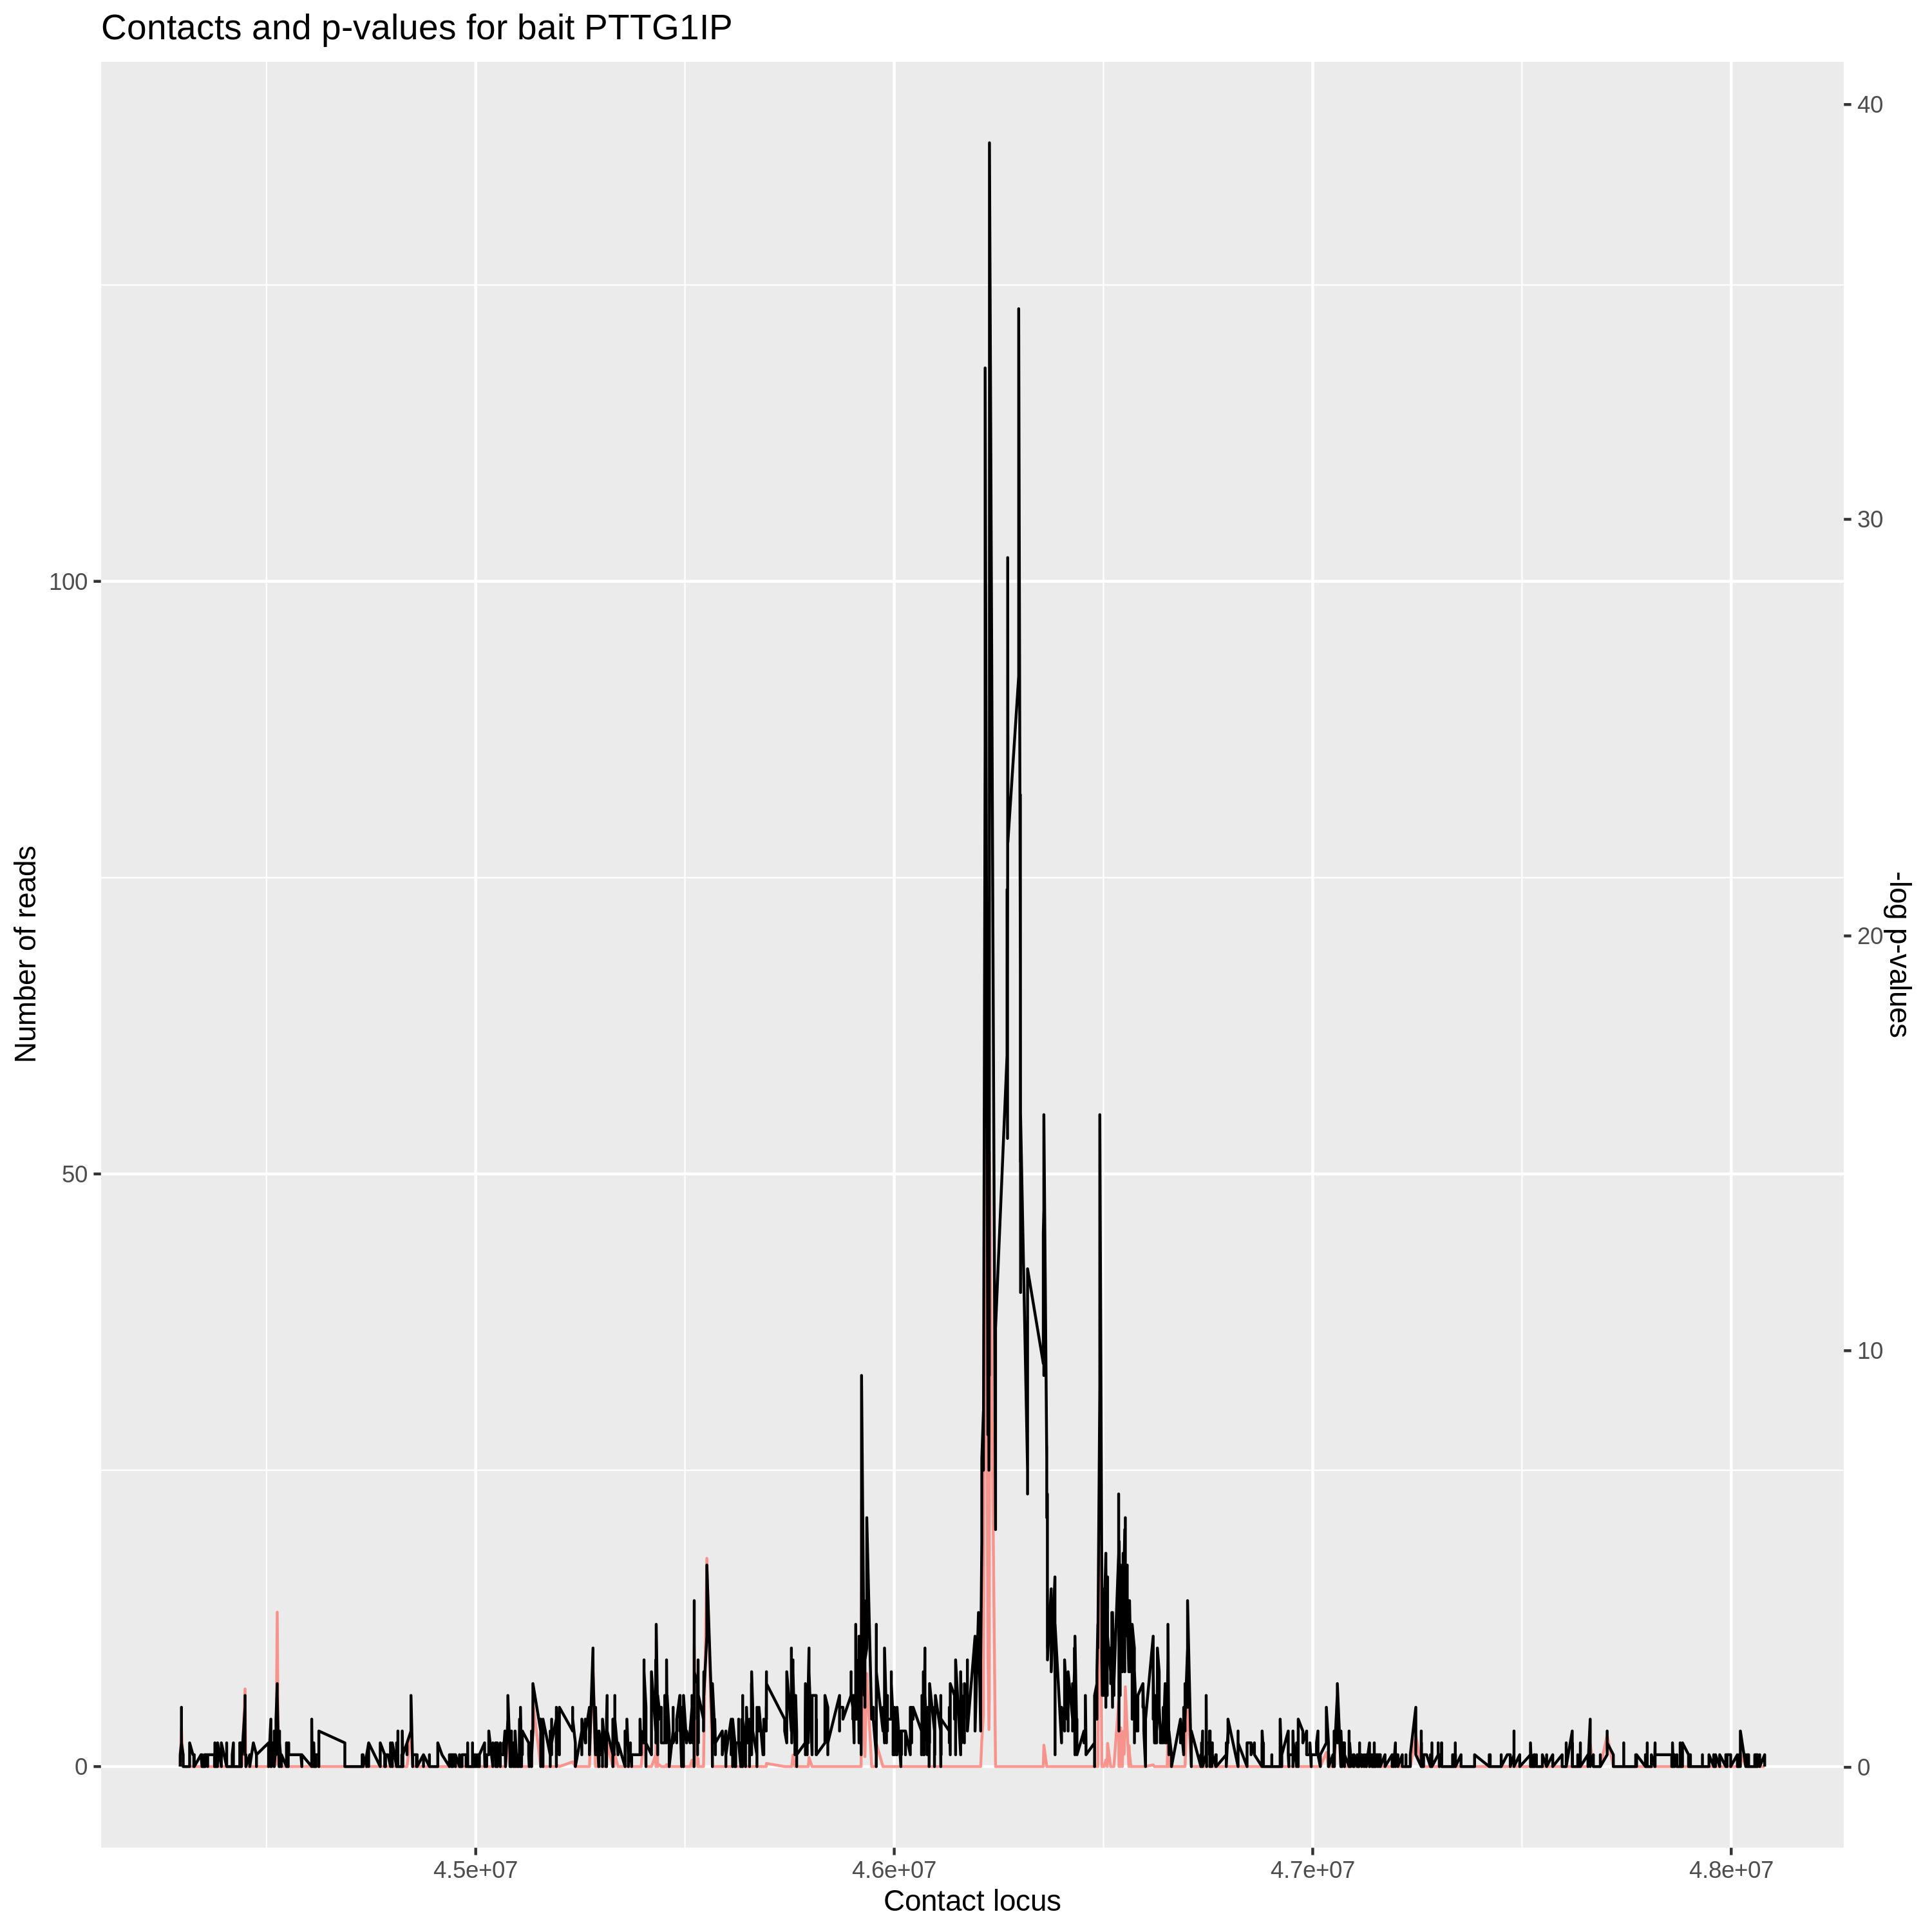 Contacts and p-values for bait PTTG1IP
Number of reads
100
50
0
40
30
20
10
0
-log p-values
4.5e+07 4.6e+07 4.7e+07 4.8e+07
Contact locus